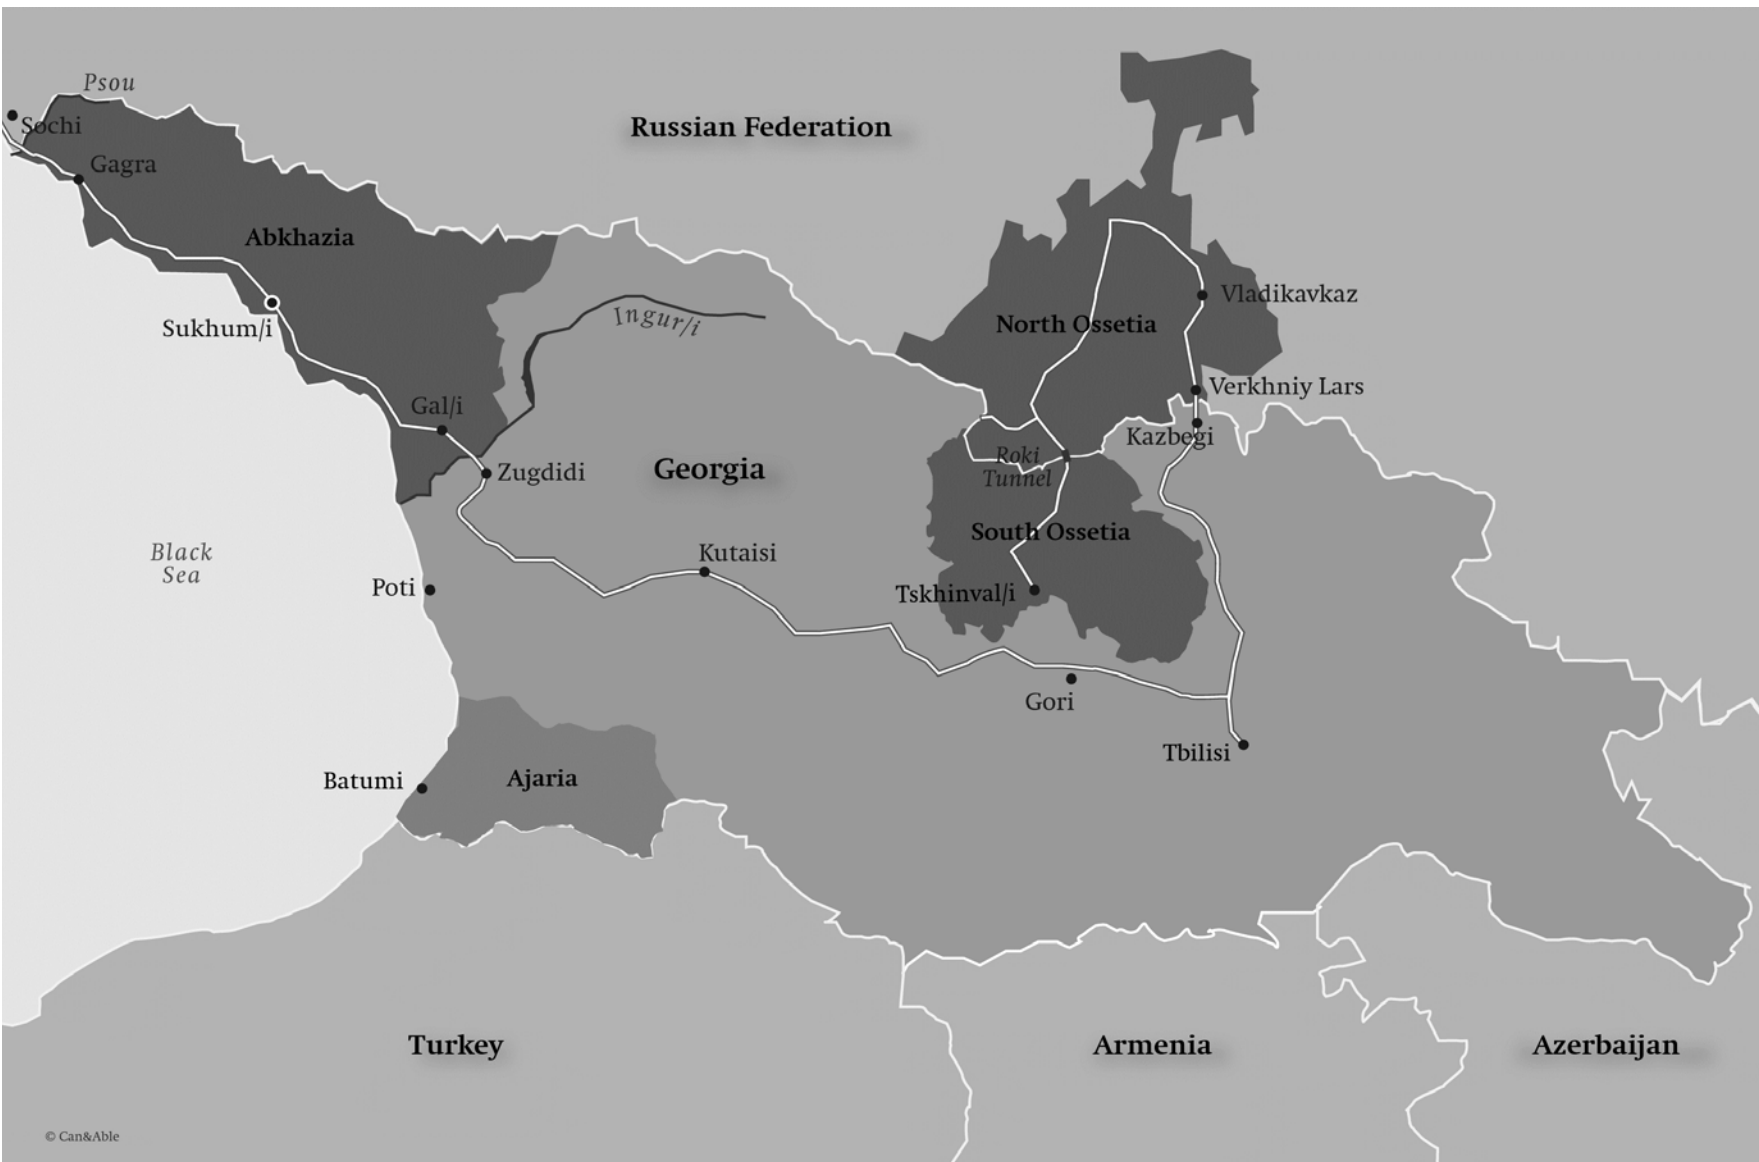 Psou
Sochi
Russian Federation
Gagra
Abkhazia
Vladikavkaz
Sukhum/i
Ingur/i
North Ossetia
Verkhniy Lars
Gal/i
Kazbegi
Roki
Tunnel
Zugdidi
Georgia
South Ossetia
Black
Sea
Kutaisi
Poti
Tskhinval/i
Gori
Tbilisi
Batumi
Ajaria
Turkey
Armenia
Azerbaijan
© Can&Able